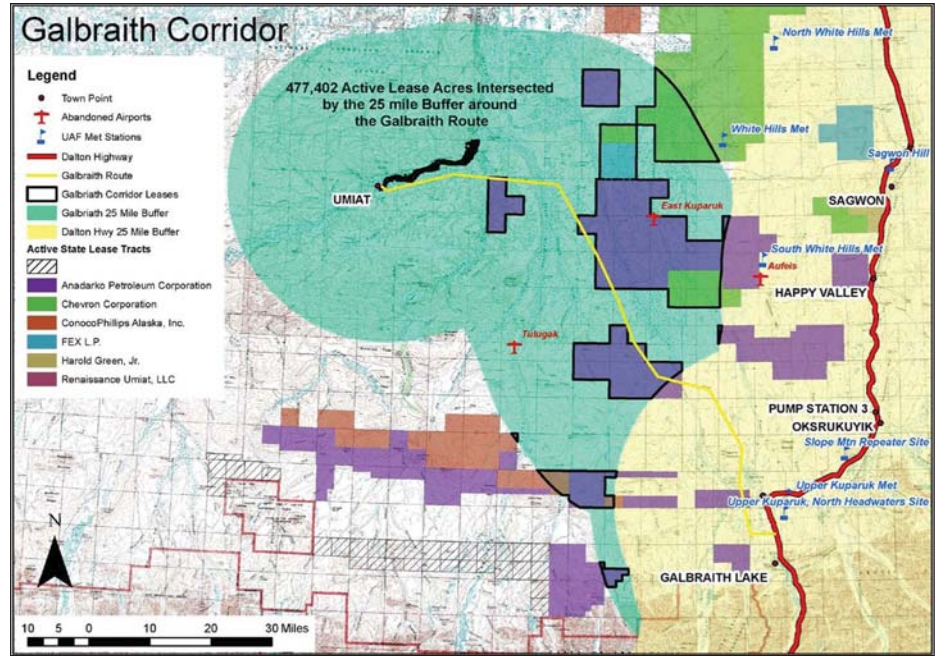 Galbraith Corridor
Legend
Town Point
Abandoned Airports
UAF Met Stations
Dalton Highway
Galbraith Route
Galbriath Corridor Leases
Galbriath 25 Mile Buffer
Dalton Hwy 25 Mile Buffer
Active State Lease Tracts
Anadarko Petroleum Corporation
Chevron Corporation
ConocoPhillips Alaska, Inc.
FEX L.P.
Harold Green, Jr.
Renaissance Umiat, LLC
477,402 Active Lease Acres Intersected
by the 25 mile Buffer around
the Galbraith Route
North White Hills Met
White Hills Met
Sagwon Hill
UMIAT
SAGWON
East Kuparuk
South White Hills Met
Aufeis
HAPPY VALLEY
Tulugak
PUMP STATION 3
OKSRUKUYIK
Slope Mtn Repeater Site
Upper Kuparuk Met
Upper Kuparuk, North Headwaters Site
GALBRAITH LAKE
N
10 5 0 10 20 30 Miles